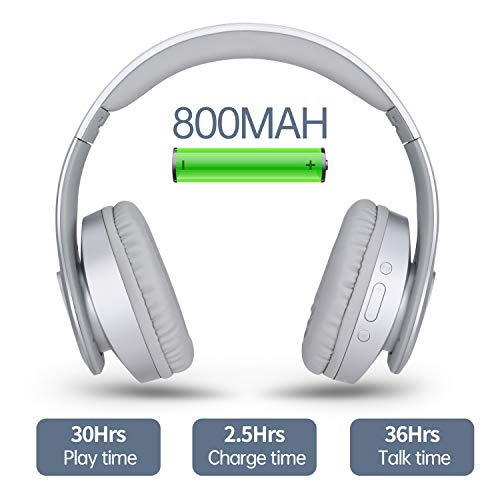 800MAH
- +
30Hrs
Play time
2.5Hrs
Charge time
36Hrs
Talk time